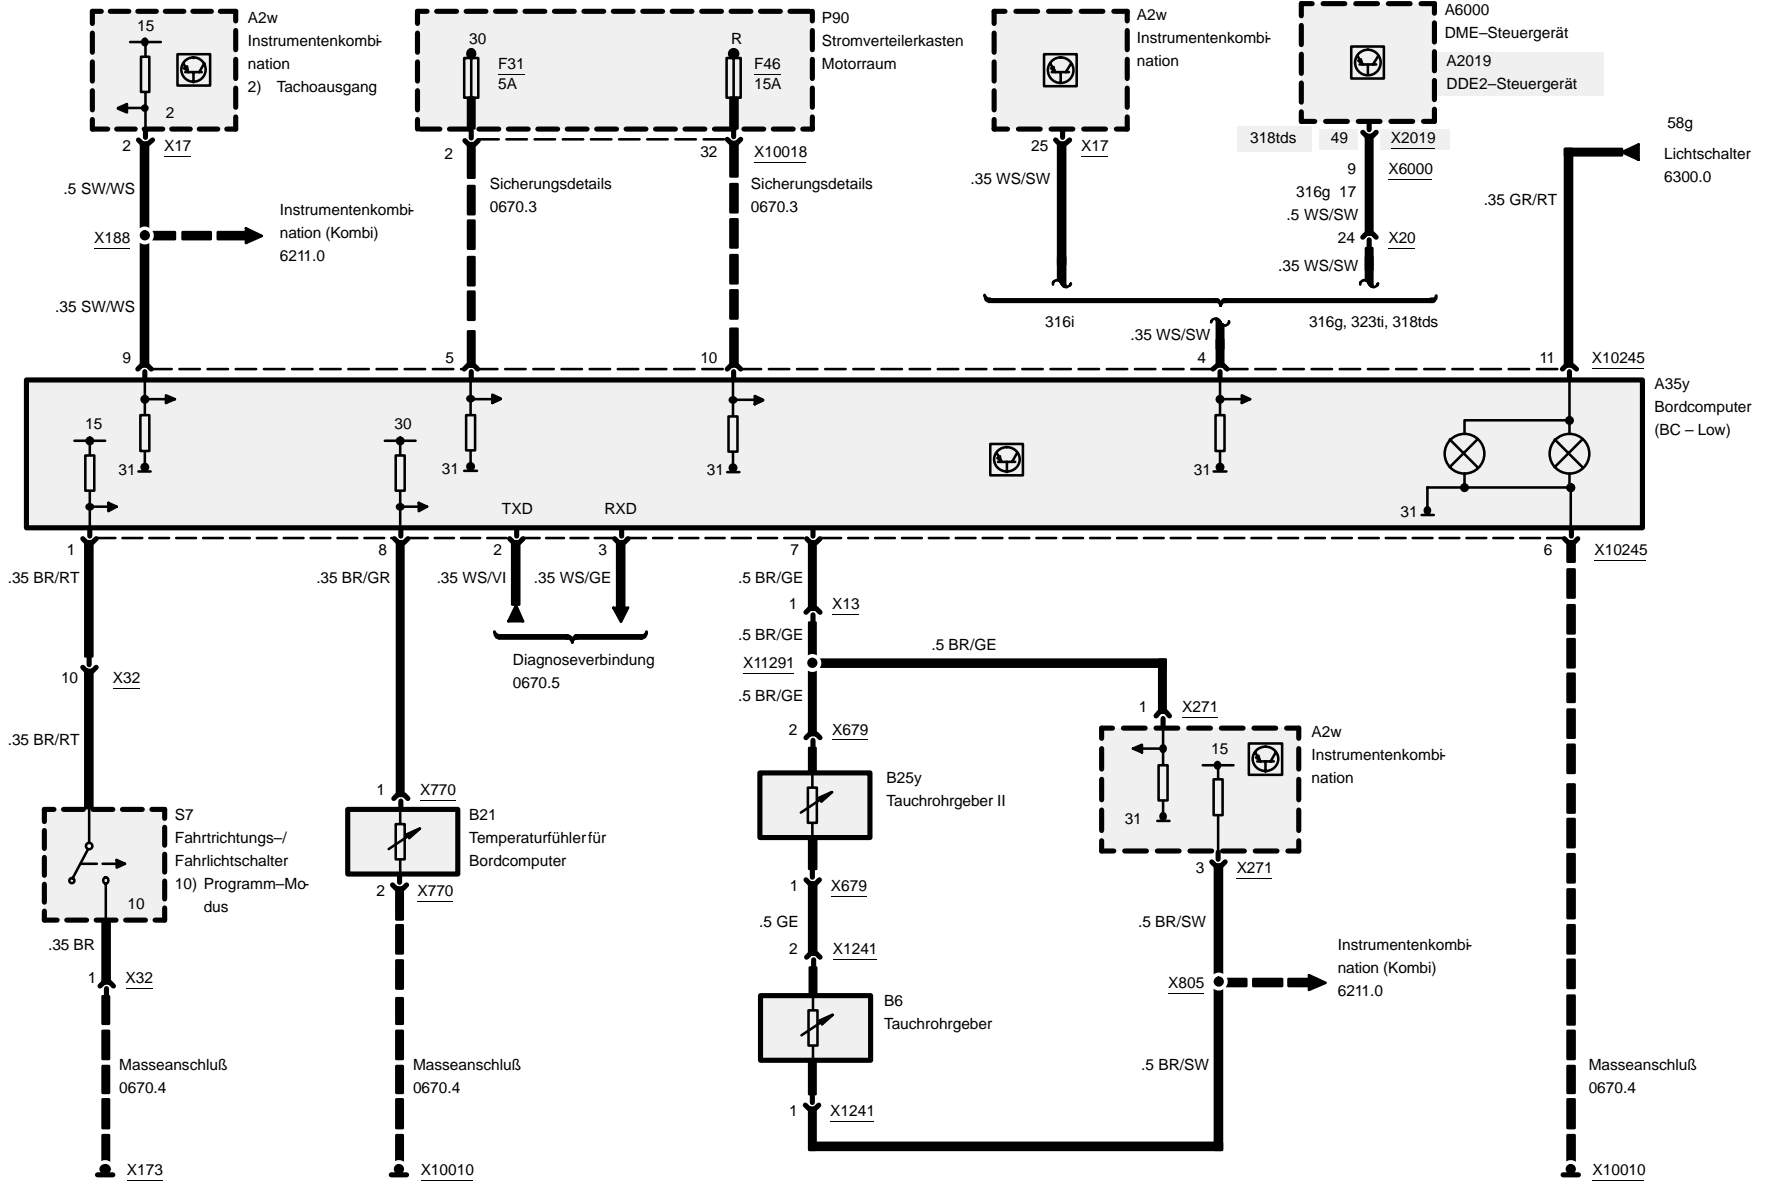 15
A2w
Instrumentenkombi-
nation
2) Tachoausgang
2
2
X17
.5 SW/WS
X188
Instrumentenkombi-
nation (Kombi)
6211.0
.35 SW/WS
9
30
F31
5A
R
F46
15A
P90
Stromverteilerkasten
Motorraum
2
32
X10018
Sicherungsdetails
0670.3
Sicherungsdetails
0670.3
5
10
A2w
Instrumentenkombi-
nation
25
X17
.35 WS/SW
A6000
DME–Steuergerät
A2019
DDE2–Steuergerät
318tds
49
X2019
9
X6000
316g 17
.5 WS/SW
24
X20
.35 WS/SW
316i
316g, 323ti, 318tds
.35 WS/SW
4
58g
Lichtschalter
6300.0
.35 GR/RT
11
X10245
A35y
Bordcomputer
(BC – Low)
15
31
30
31
31
31
31
TXD
RXD
1
8
2
3
7
6
X10245
.35 BR/RT
.35 BR/GR
.35 WS/VI
.35 WS/GE
.5 BR/GE
Diagnoseverbindung
0670.5
10
X32
.35 BR/RT
S7
Fahrtrichtungs–/
Fahrlichtschalter
10) Programm–Mo-
dus
10
.35 BR
1
X32
Masseanschluß
0670.4
X173
1
X770
B21
Temperaturfühler für
Bordcomputer
2
X770
Masseanschluß
0670.4
X10010
1
X13
.5 BR/GE
X11291
.5 BR/GE
.5 BR/GE
2
X679
B25y
Tauchrohrgeber II
1
X679
.5 GE
2
X1241
B6
Tauchrohrgeber
1
X1241
1
X271
A2w
Instrumentenkombi-
nation
15
31
3
X271
.5 BR/SW
X805
Instrumentenkombi-
nation (Kombi)
6211.0
.5 BR/SW
Masseanschluß
0670.4
X10010